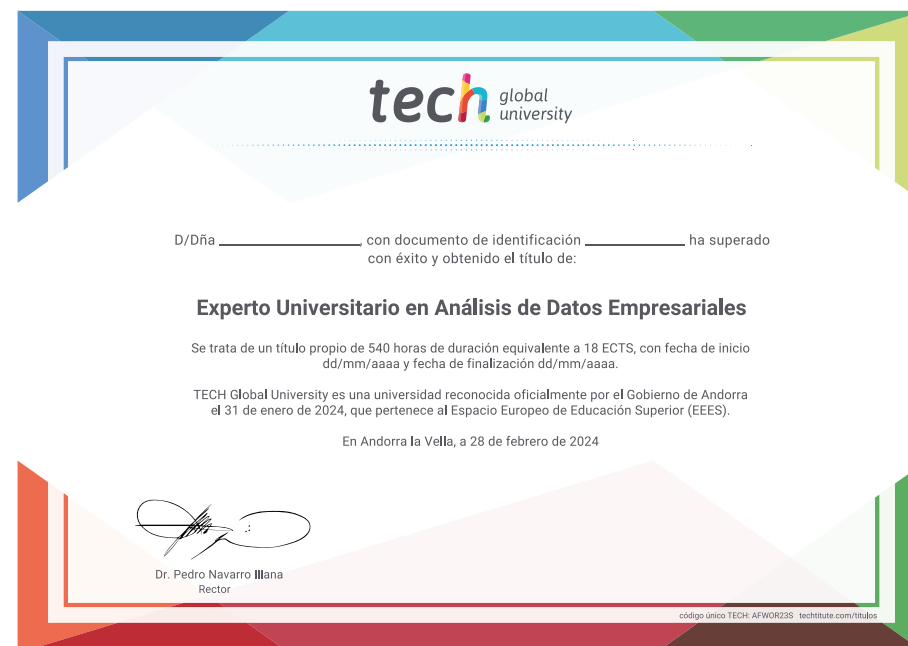 tech global university
D/Dña ____________________, con documento de identificación ______________ ha superado
con éxito y obtenido el título de:
Experto Universitario en Análisis de Datos Empresariales
Se trata de un título propio de 540 horas de duración equivalente a 18 ECTS, con fecha de inicio
dd/mm/aaaa y fecha de finalización dd/mm/aaaa.
TECH Global University es una universidad reconocida oficialmente por el Gobierno de Andorra
el 31 de enero de 2024, que pertenece al Espacio Europeo de Educación Superior (EEES).
En Andorra la Vella, a 28 de febrero de 2024
Dr. Pedro Navarro Illana
Rector
código único TECH: AFWOR23S techtitute.com/titulos